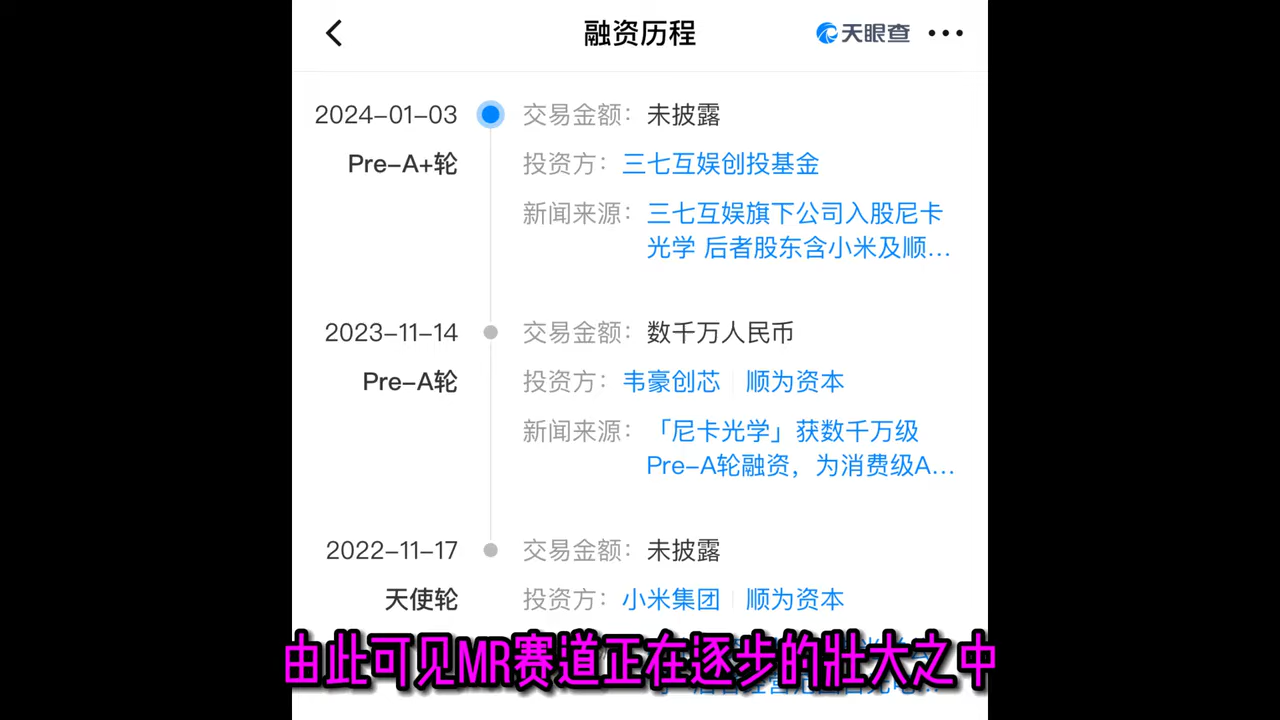 融资历程
天眼查
2024-01-03
交易金额：未披露
Pre-A+轮
投资方：三七互娱创投基金
新闻来源：三七互娱旗下公司入股尼卡
光学 后者股东含小米及顺...
2023-11-14
交易金额：数千万人民币
Pre-A轮
投资方：韦豪创芯 顺为资本
新闻来源：「尼卡光学」获数千万级
Pre-A轮融资，为消费级A...
2022-11-17
交易金额：未披露
天使轮
投资方：小米集团 顺为资本
由此可见MR赛道正在逐步的壯大之中